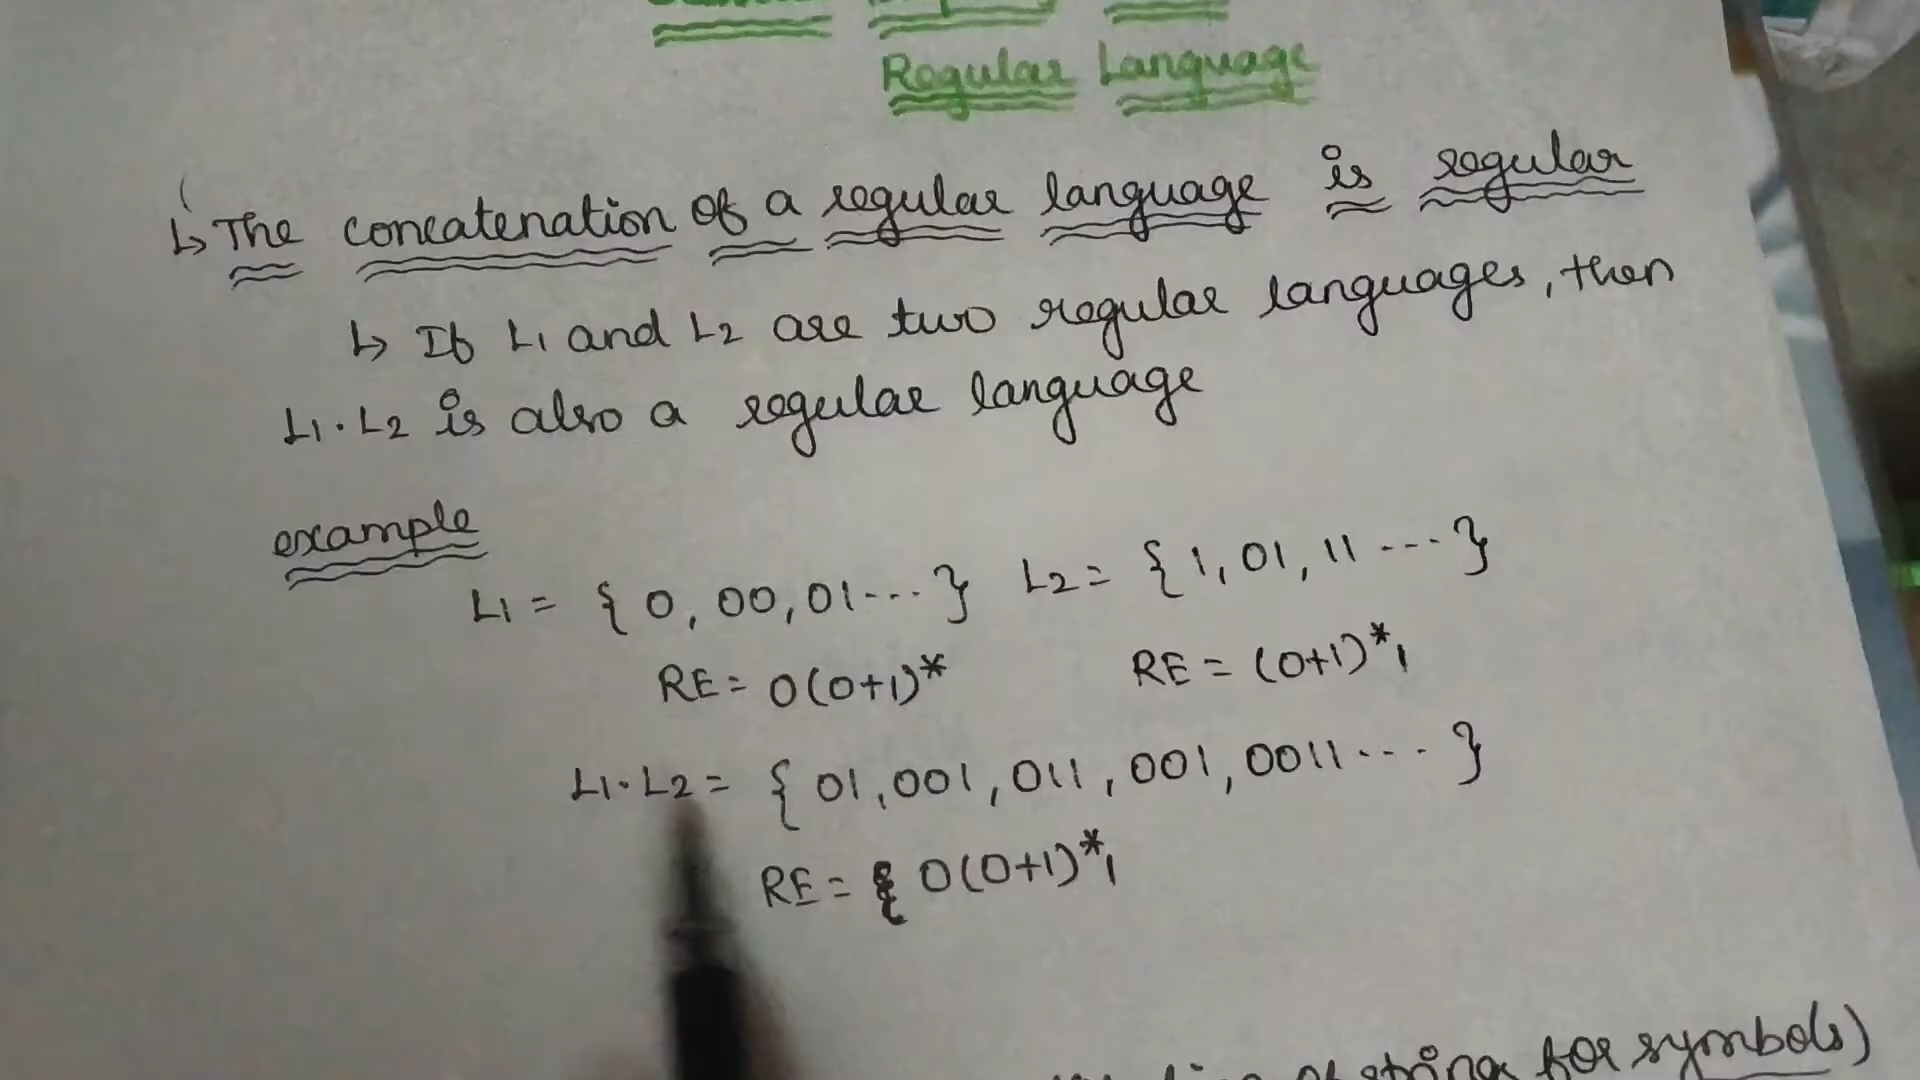 Regular Language
↳ The concatenation of a regular language is regular
↳ If L1 and L2 are two regular languages, then
L1 . L2 is also a regular language
example
L1 = { 0, 00, 01 ... } L2 = { 1, 01, 11 ... }
RE = 0(0+1)* RE = (0+1)*1
L1 . L2 = { 01, 001, 011, 001, 0011 ... }
RE = { 0(0+1)*1
of string for symbols)